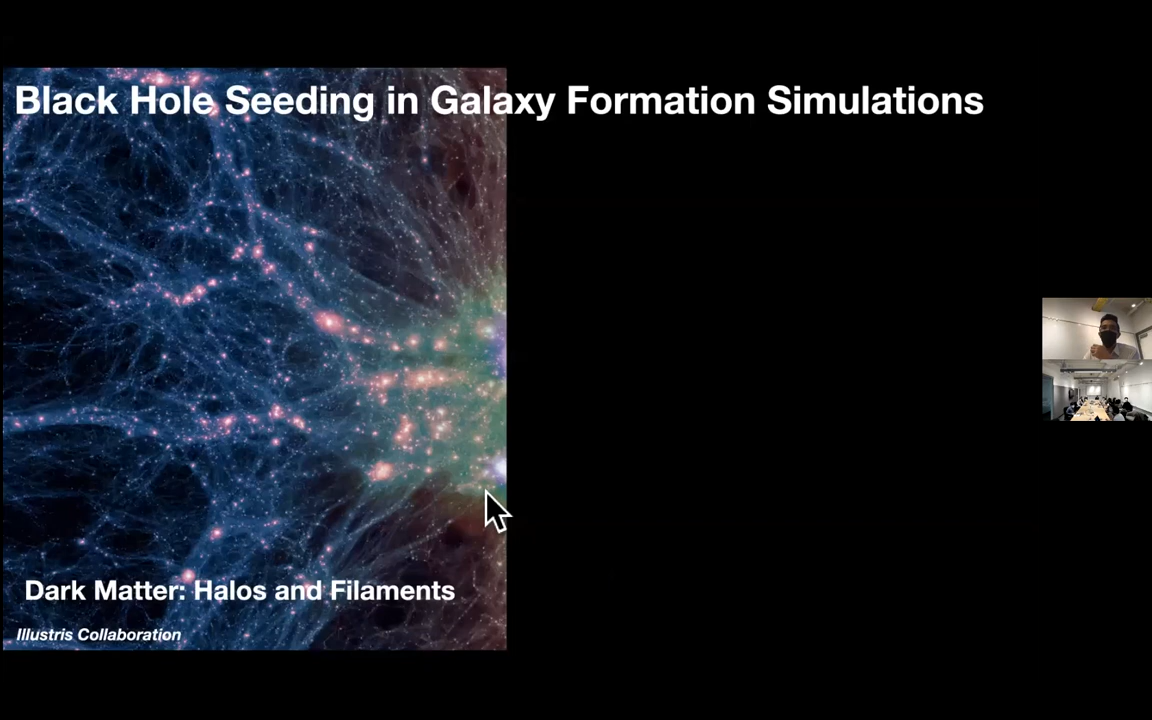 Black Hole Seeding in Galaxy Formation Simulations
Dark Matter: Halos and Filaments
Illustris Collaboration